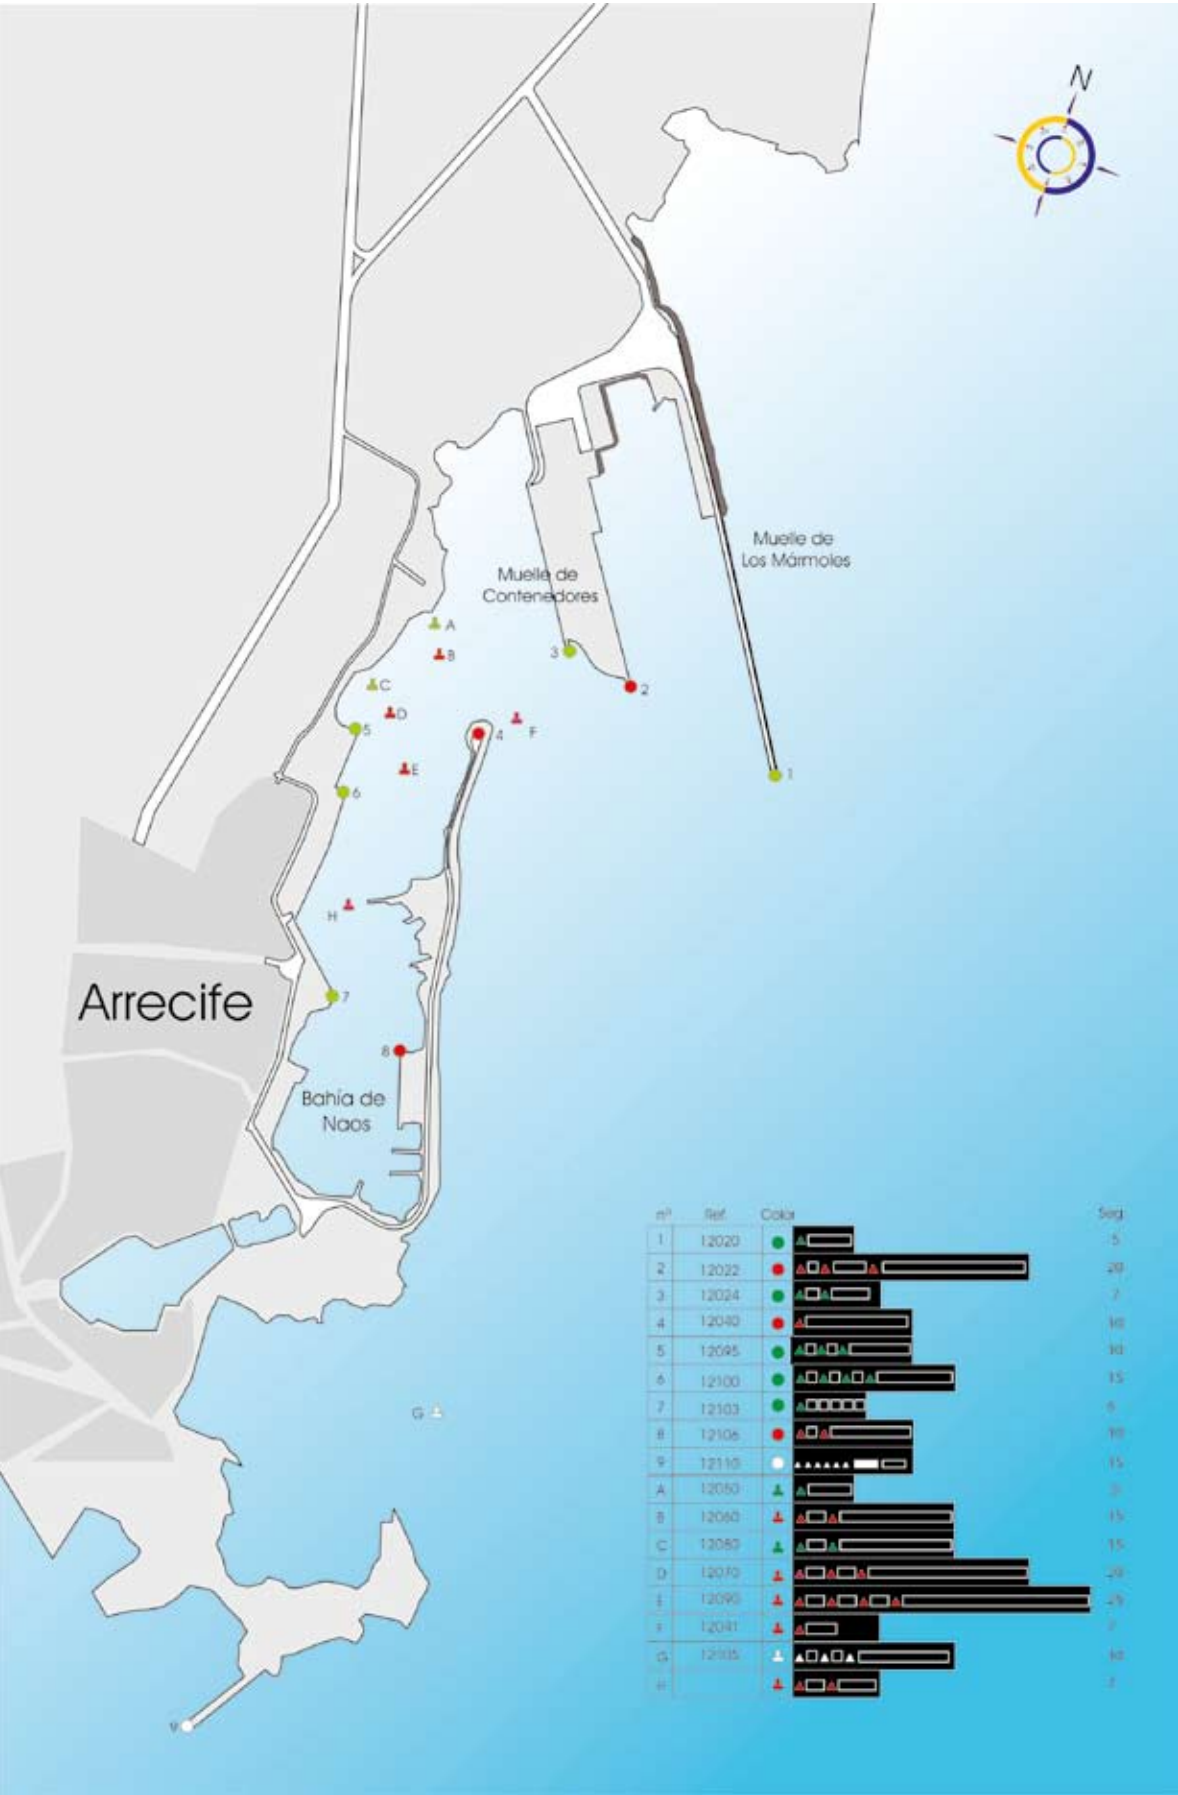 N
Muelle de
Los Mármoles
Muelle de
Contenedores
A
B
3
2
C
D
5
4
F
E
1
6
H
Arrecife
7
8
Bahía de
Naos
G
9
nº Ref. Color Seg
1 12020 5
2 12022 20
3 12024 7
4 12040 10
5 12095 10
6 12100 15
7 12103 6
8 12106 10
9 12110 15
A 12050
B 12060 15
C 12080 15
D 12070 20
E 12090 25
F 12041 7
G 10
H 7